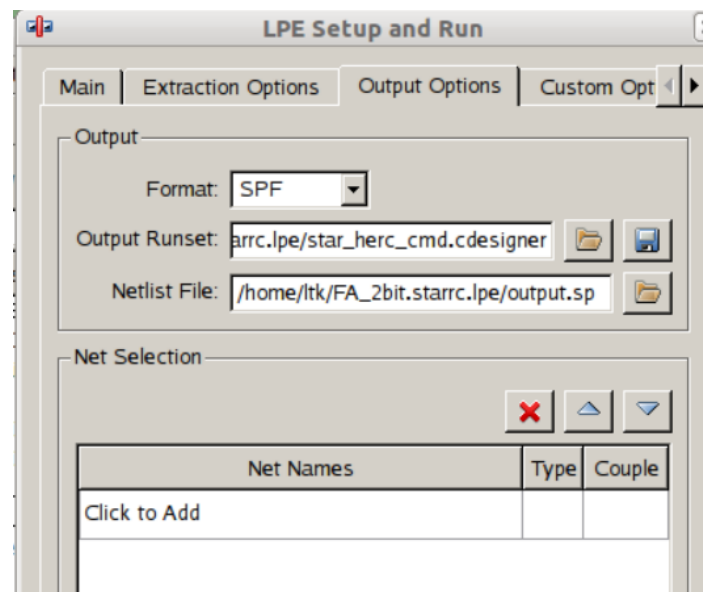 LPE Setup and Run
Main Extraction Options Output Options Custom Opt
Output
Format: SPF
Output Runset: arrc.lpe/star_herc_cmd.cdesigner
Netlist File: /home/ltk/FA_2bit.starrc.lpe/output.sp
Net Selection
Net Names Type Couple
Click to Add